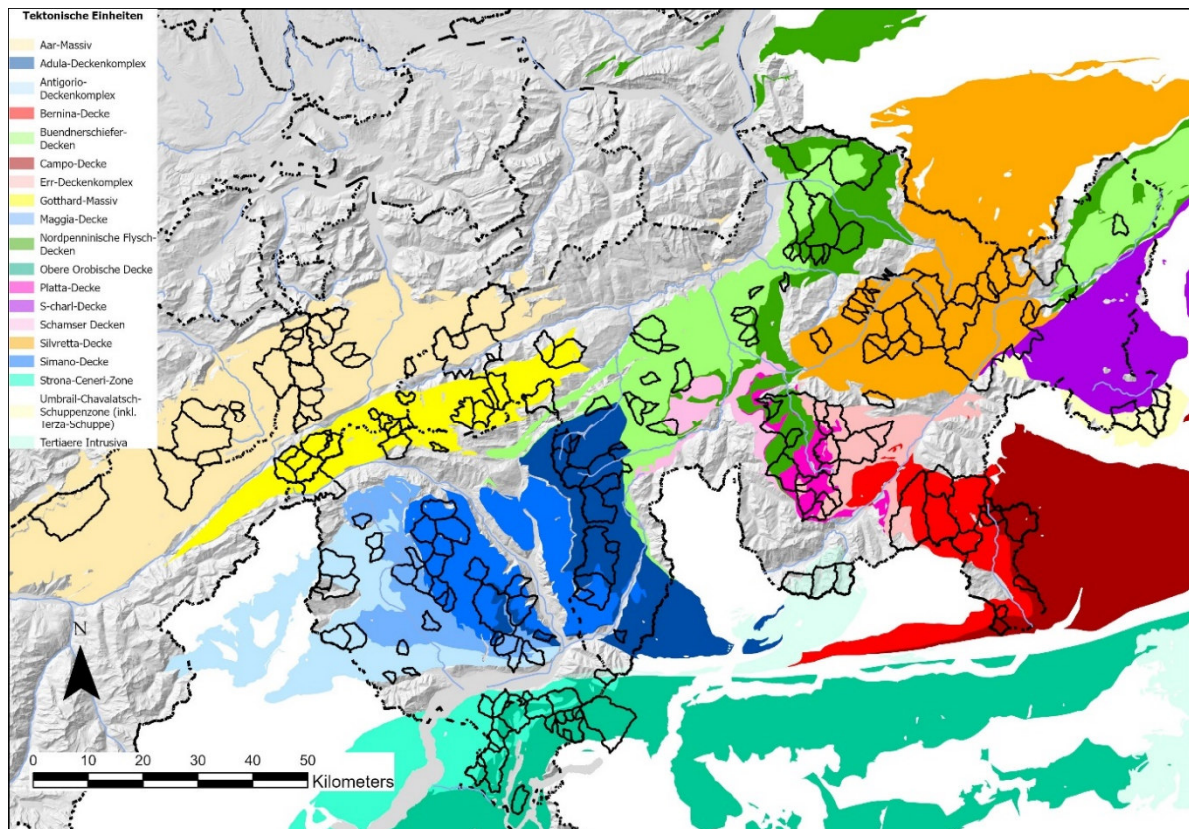 Tektonische Einheiten
Aar-Massiv
Adula-Deckenkomplex
Antigorio-
Deckenkomplex
Bernina-Decke
Buendnerschiefer-
Decken
Campo-Decke
Err-Deckenkomplex
Gotthard-Massiv
Maggia-Decke
Nordpenninische Flysch-
Decken
Obere Orobische Decke
Platta-Decke
S-charl-Decke
Schamser Decken
Silvretta-Decke
Simano-Decke
Strona-Ceneri-Zone
Umbrail-Chavalatsch-
Schuppenzone (inkl.
Terza-Schuppe)
Tertiaere Intrusiva
N
0 10 20 30 40 50
Kilometers